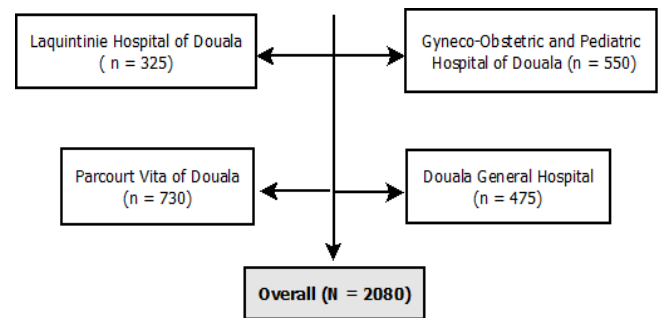 Laquintinie Hospital of Douala
( n = 325)
Gyneco-Obstetric and Pediatric
Hospital of Douala (n = 550)
Parcourt Vita of Douala
(n = 730)
Douala General Hospital
(n = 475)
Overall (N = 2080)